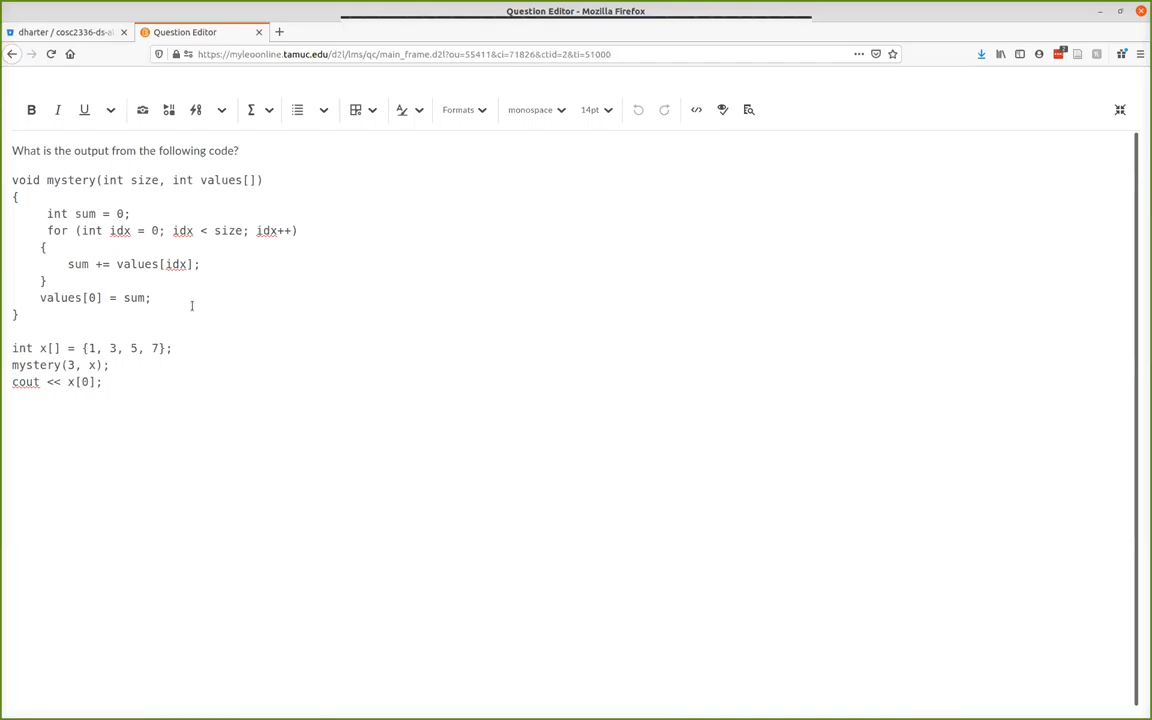 Question Editor - Mozilla Firefox
dharter / cosc2336-ds-a
Question Editor
https://myleoonline.tamuc.edu/d2l/lms/qc/main_frame.d2l?ou=55411&ci=71826&ctid=2&ti=51000
B I U Σ Formats monospace 14pt
What is the output from the following code?
void mystery(int size, int values[])
{
int sum = 0;
for (int idx = 0; idx < size; idx++)
{
sum += values[idx];
}
values[0] = sum;
}
int x[] = {1, 3, 5, 7};
mystery(3, x);
cout << x[0];